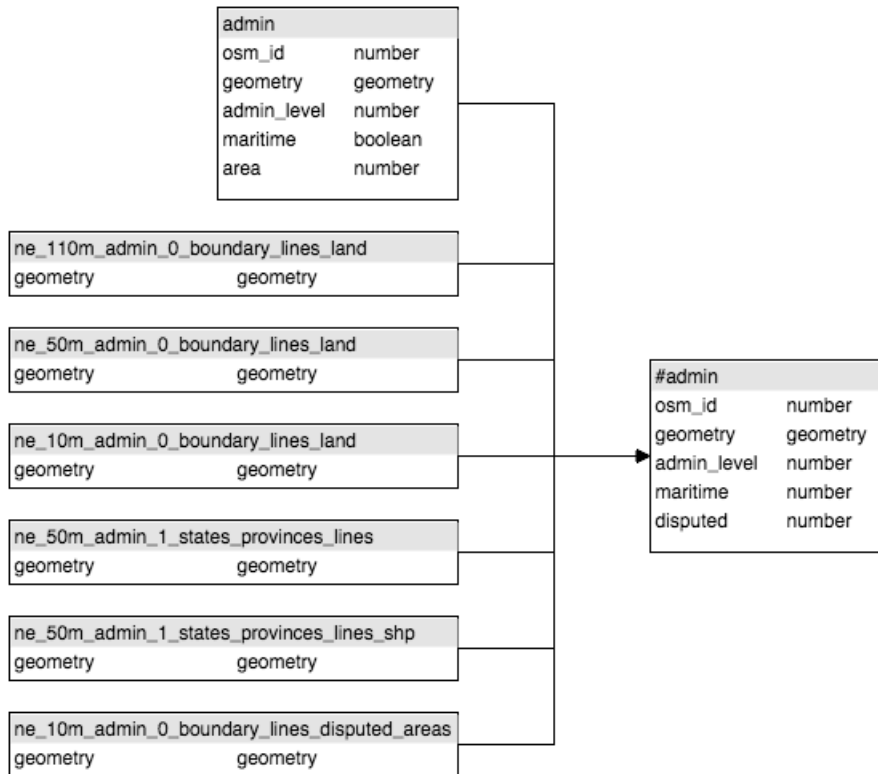 admin
osm_id number
geometry geometry
admin_level number
maritime boolean
area number
ne_110m_admin_0_boundary_lines_land
geometry geometry
ne_50m_admin_0_boundary_lines_land
geometry geometry
ne_10m_admin_0_boundary_lines_land
geometry geometry
ne_50m_admin_1_states_provinces_lines
geometry geometry
ne_50m_admin_1_states_provinces_lines_shp
geometry geometry
ne_10m_admin_0_boundary_lines_disputed_areas
geometry geometry
#admin
osm_id number
geometry geometry
admin_level number
maritime number
disputed number